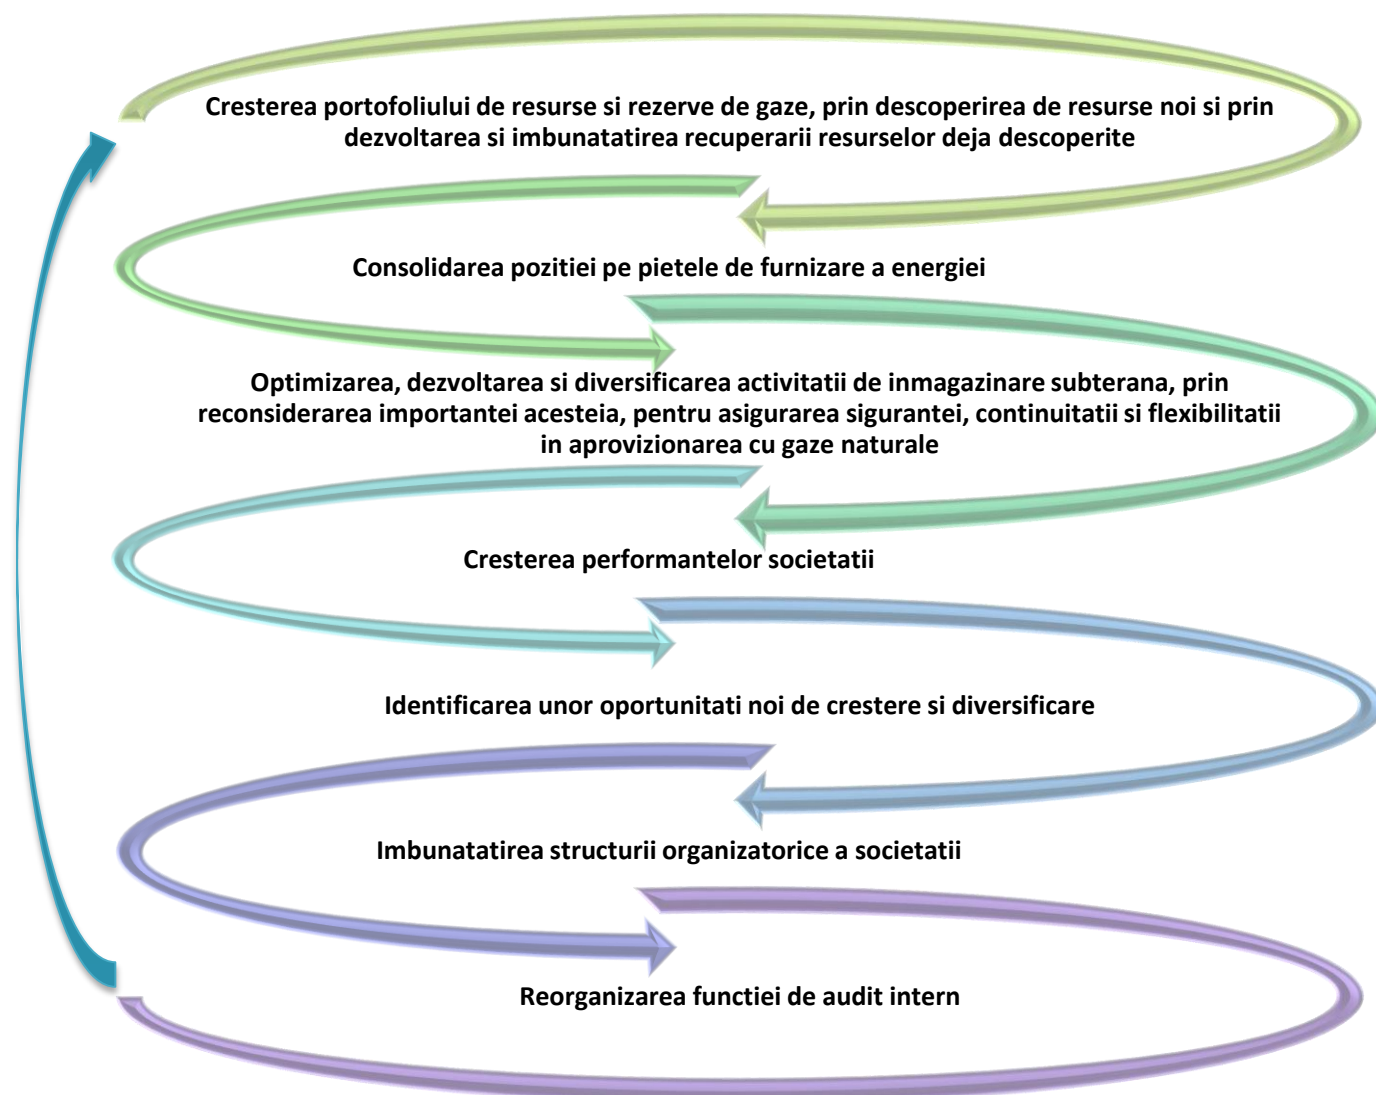 Cresterea portofoliului de resurse si rezerve de gaze, prin descoperirea de resurse noi si prin
dezvoltarea si imbunatatirea recuperarii resurselor deja descoperite
Consolidarea pozitiei pe pietele de furnizare a energiei
Optimizarea, dezvoltarea si diversificarea activitatii de inmagazinare subterana, prin
reconsiderarea importantei acesteia, pentru asigurarea sigurantei, continuitatii si flexibilitatii
in aprovizionarea cu gaze naturale
Cresterea performantelor societatii
Identificarea unor oportunitati noi de crestere si diversificare
Imbunatatirea structurii organizatorice a societatii
Reorganizarea functiei de audit intern